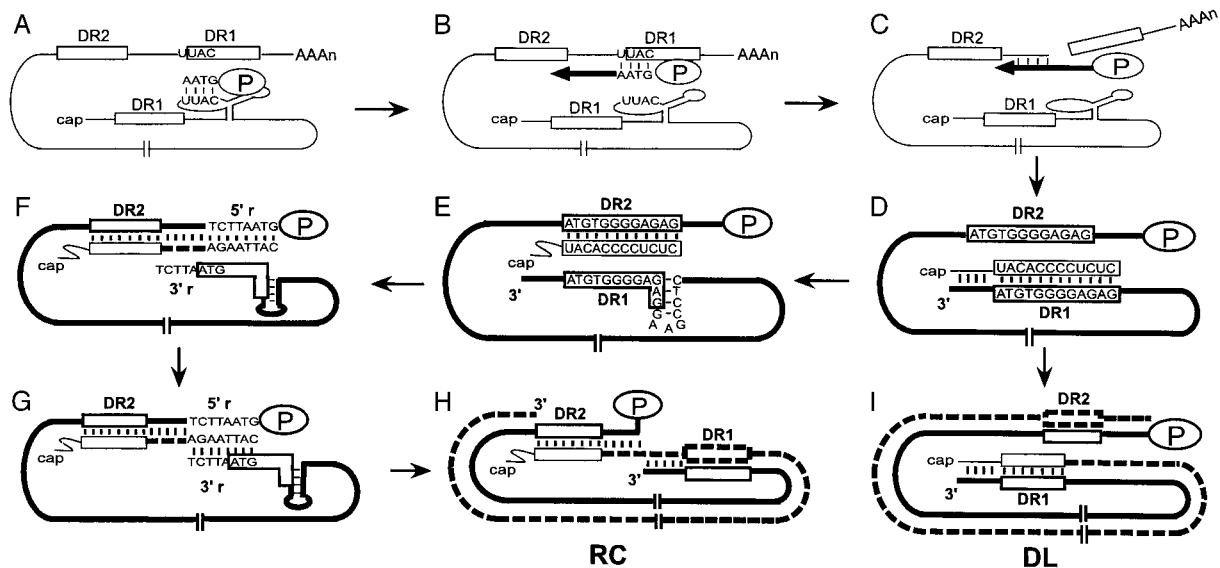 A
DR2
DR1
UUAC
AAAn
AATG
P
UUAC
DR1
cap
B
DR2
DR1
UUAC
AAAn
AATG
P
UUAC
DR1
cap
C
DR2
AAAn
P
DR1
cap
F
5' r
DR2
TCTTAATG
P
AGAATTAC
cap
TCTTAATG
3' r
E
DR2
ATGTGGGGAGAG
P
UACACCCCUCUC
cap
ATGTGGGGAGAG
3'
DR1
A
G
G
A
A
G
C
C
T
C
D
DR2
ATGTGGGGAGAG
P
cap
UACACCCCUCUC
3'
ATGTGGGGAGAG
DR1
G
5' r
DR2
TCTTAATG
P
AGAATTAC
cap
TCTTAATG
3' r
H
3'
DR2
P
DR1
cap
3'
RC
I
DR2
P
cap
3'
DR1
DL